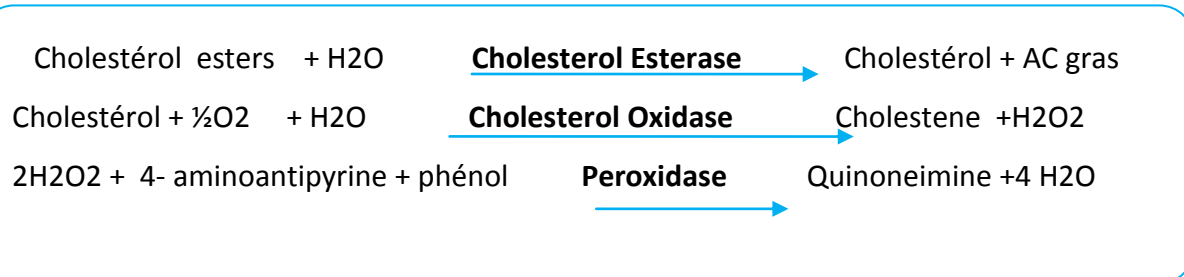 Cholestérol esters + H2O Cholesterol Esterase Cholestérol + AC gras
Cholestérol + ½O2 + H2O Cholesterol Oxidase Cholestene +H2O2
2H2O2 + 4- aminoantipyrine + phénol Peroxidase Quinoneimine +4 H2O